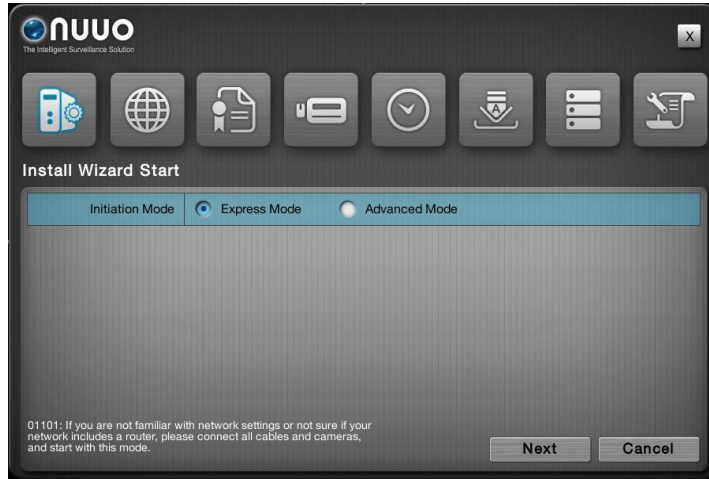 nuuo
The Intelligent Surveillance Solution
X
A
Install Wizard Start
Initiation Mode Express Mode Advanced Mode
01101: If you are not familiar with network settings or not sure if your
network includes a router, please connect all cables and cameras,
and start with this mode.
Next Cancel